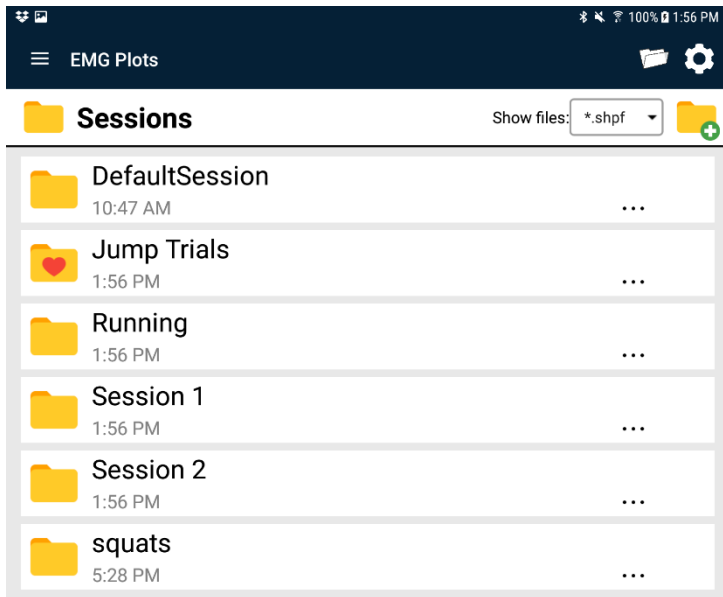 100% 1:56 PM
EMG Plots
Sessions
Show files: *.shpf
DefaultSession
10:47 AM
...
Jump Trials
1:56 PM
...
Running
1:56 PM
...
Session 1
1:56 PM
...
Session 2
1:56 PM
...
squats
5:28 PM
...